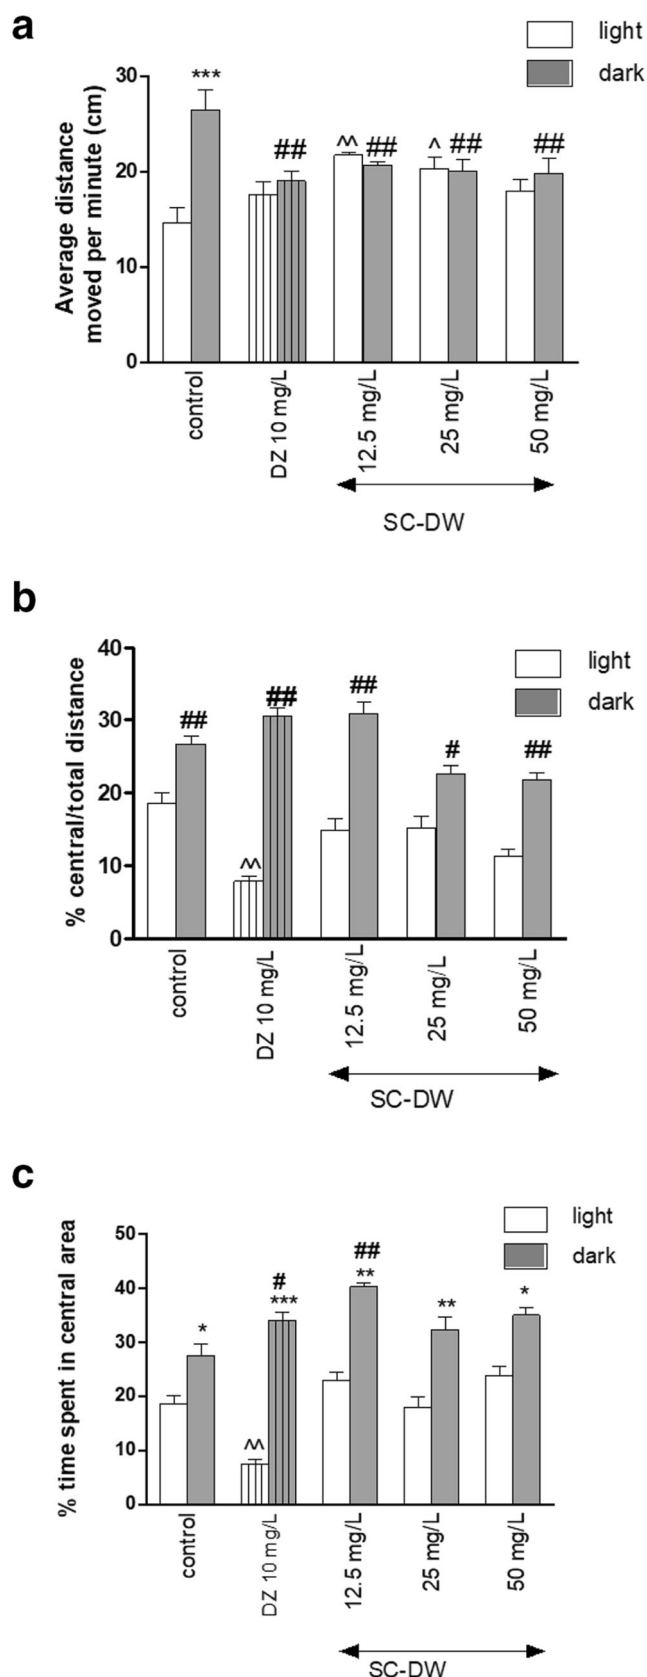 a
light
dark
Average distance
moved per minute (cm)
30
20
10
0
***
##
^^
##
^
##
##
control
DZ 10 mg/L
12.5 mg/L
25 mg/L
50 mg/L
SC-DW
b
light
dark
% central/total distance
40
30
20
10
0
##
^^
##
##
#
##
control
DZ 10 mg/L
12.5 mg/L
25 mg/L
50 mg/L
SC-DW
c
light
dark
% time spent in central area
50
40
30
20
10
0
*
^^
#
***
##
**
**
*
control
DZ 10 mg/L
12.5 mg/L
25 mg/L
50 mg/L
SC-DW